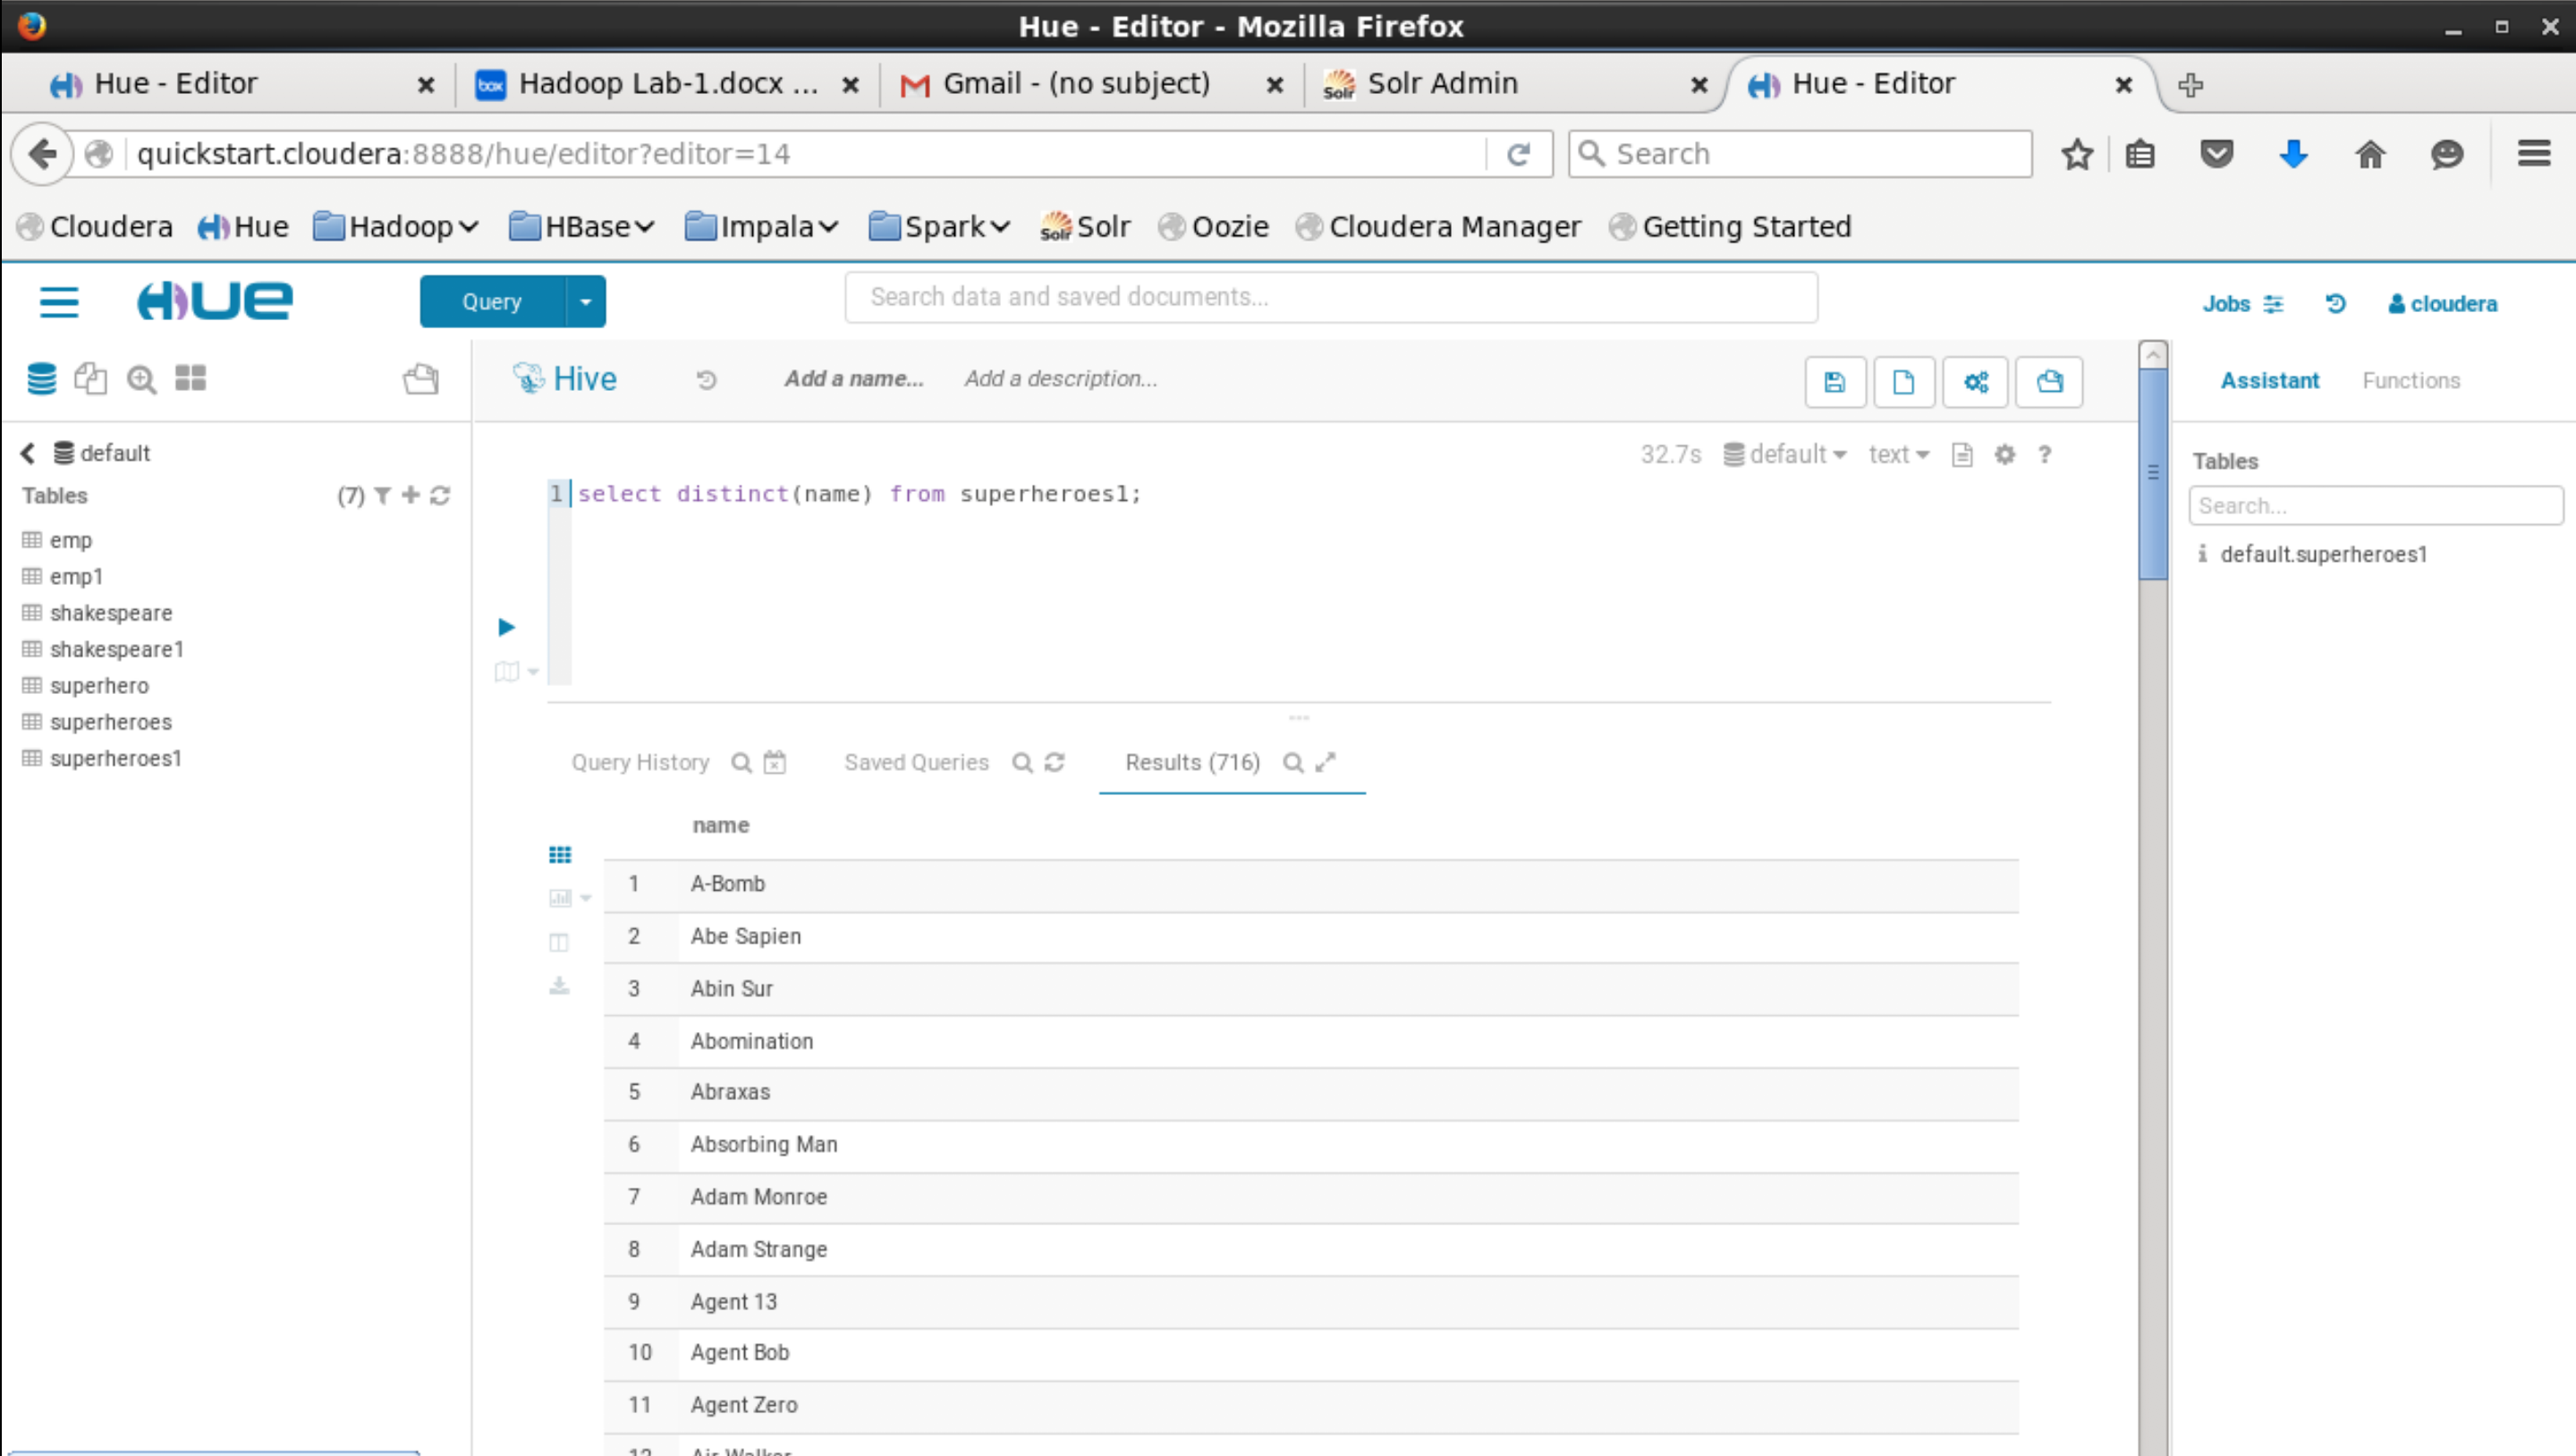 Hue - Editor - Mozilla Firefox
Hue - Editor
Hadoop Lab-1.docx ...
Gmail - (no subject)
Solr Admin
Hue - Editor
quickstart.cloudera:8888/hue/editor?editor=14
Search
Cloudera Hue Hadoop HBase Impala Spark Solr Oozie Cloudera Manager Getting Started
HUE
Query
Search data and saved documents...
Jobs
cloudera
Hive
Add a name...
Add a description...
Assistant
Functions
default
Tables (7)
emp
emp1
shakespeare
shakespeare1
superhero
superheroes
superheroes1
32.7s default text ?
1 select distinct(name) from superheroes1;
Tables
Search...
default.superheroes1
Query History
Saved Queries
Results (716)
name
1 A-Bomb
2 Abe Sapien
3 Abin Sur
4 Abomination
5 Abraxas
6 Absorbing Man
7 Adam Monroe
8 Adam Strange
9 Agent 13
10 Agent Bob
11 Agent Zero